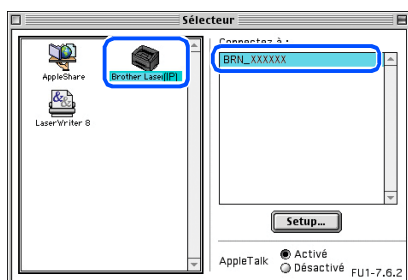 Sélecteur
Connectez à :
BRN_XXXXXX
AppleShare
Brother Laser(IP)
LaserWriter 8
Setup...
AppleTalk
Activé
Désactivé
FU1-7.6.2